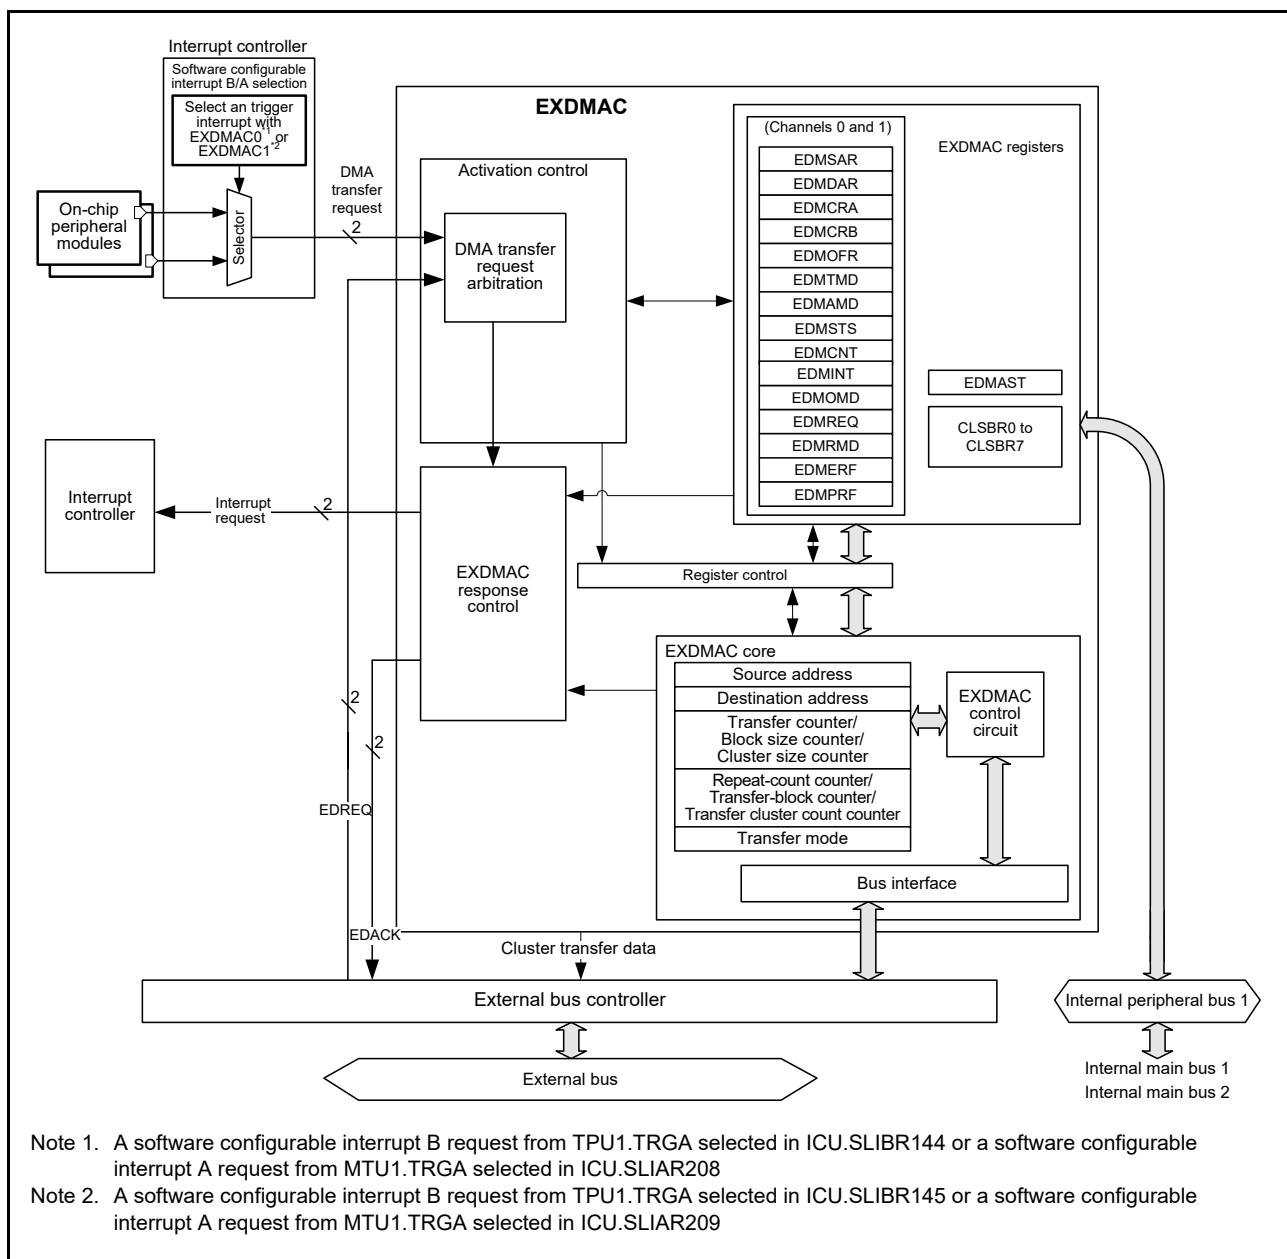 Interrupt controller
Software configurable
interrupt B/A selection
Select an trigger
interrupt with
EXDMAC0*1 or
EXDMAC1*2
On-chip
peripheral
modules
Selector
DMA
transfer
request
2
EXDMAC
Activation control
DMA transfer
request
arbitration
(Channels 0 and 1)
EDMSAR
EDMDAR
EDMCRA
EDMCRB
EDMOFR
EDMTMD
EDMAMD
EDMSTS
EDMCNT
EDMINT
EDMOMD
EDMREQ
EDMRMD
EDMERF
EDMPRF
EXDMAC registers
EDMAST
CLSBR0 to
CLSBR7
Interrupt
controller
Interrupt
request
2
EXDMAC
response
control
Register control
EXDMAC core
Source address
Destination address
Transfer counter/
Block size counter/
Cluster size counter
Repeat-count counter/
Transfer-block counter/
Transfer cluster count counter
Transfer mode
EXDMAC
control
circuit
Bus interface
2
2
EDREQ
EDACK
Cluster transfer data
External bus controller
Internal peripheral bus 1
External bus
Internal main bus 1
Internal main bus 2
Note 1. A software configurable interrupt B request from TPU1.TRGA selected in ICU.SLIBR144 or a software configurable
interrupt A request from MTU1.TRGA selected in ICU.SLIAR208
Note 2. A software configurable interrupt B request from TPU1.TRGA selected in ICU.SLIBR145 or a software configurable
interrupt A request from MTU1.TRGA selected in ICU.SLIAR209